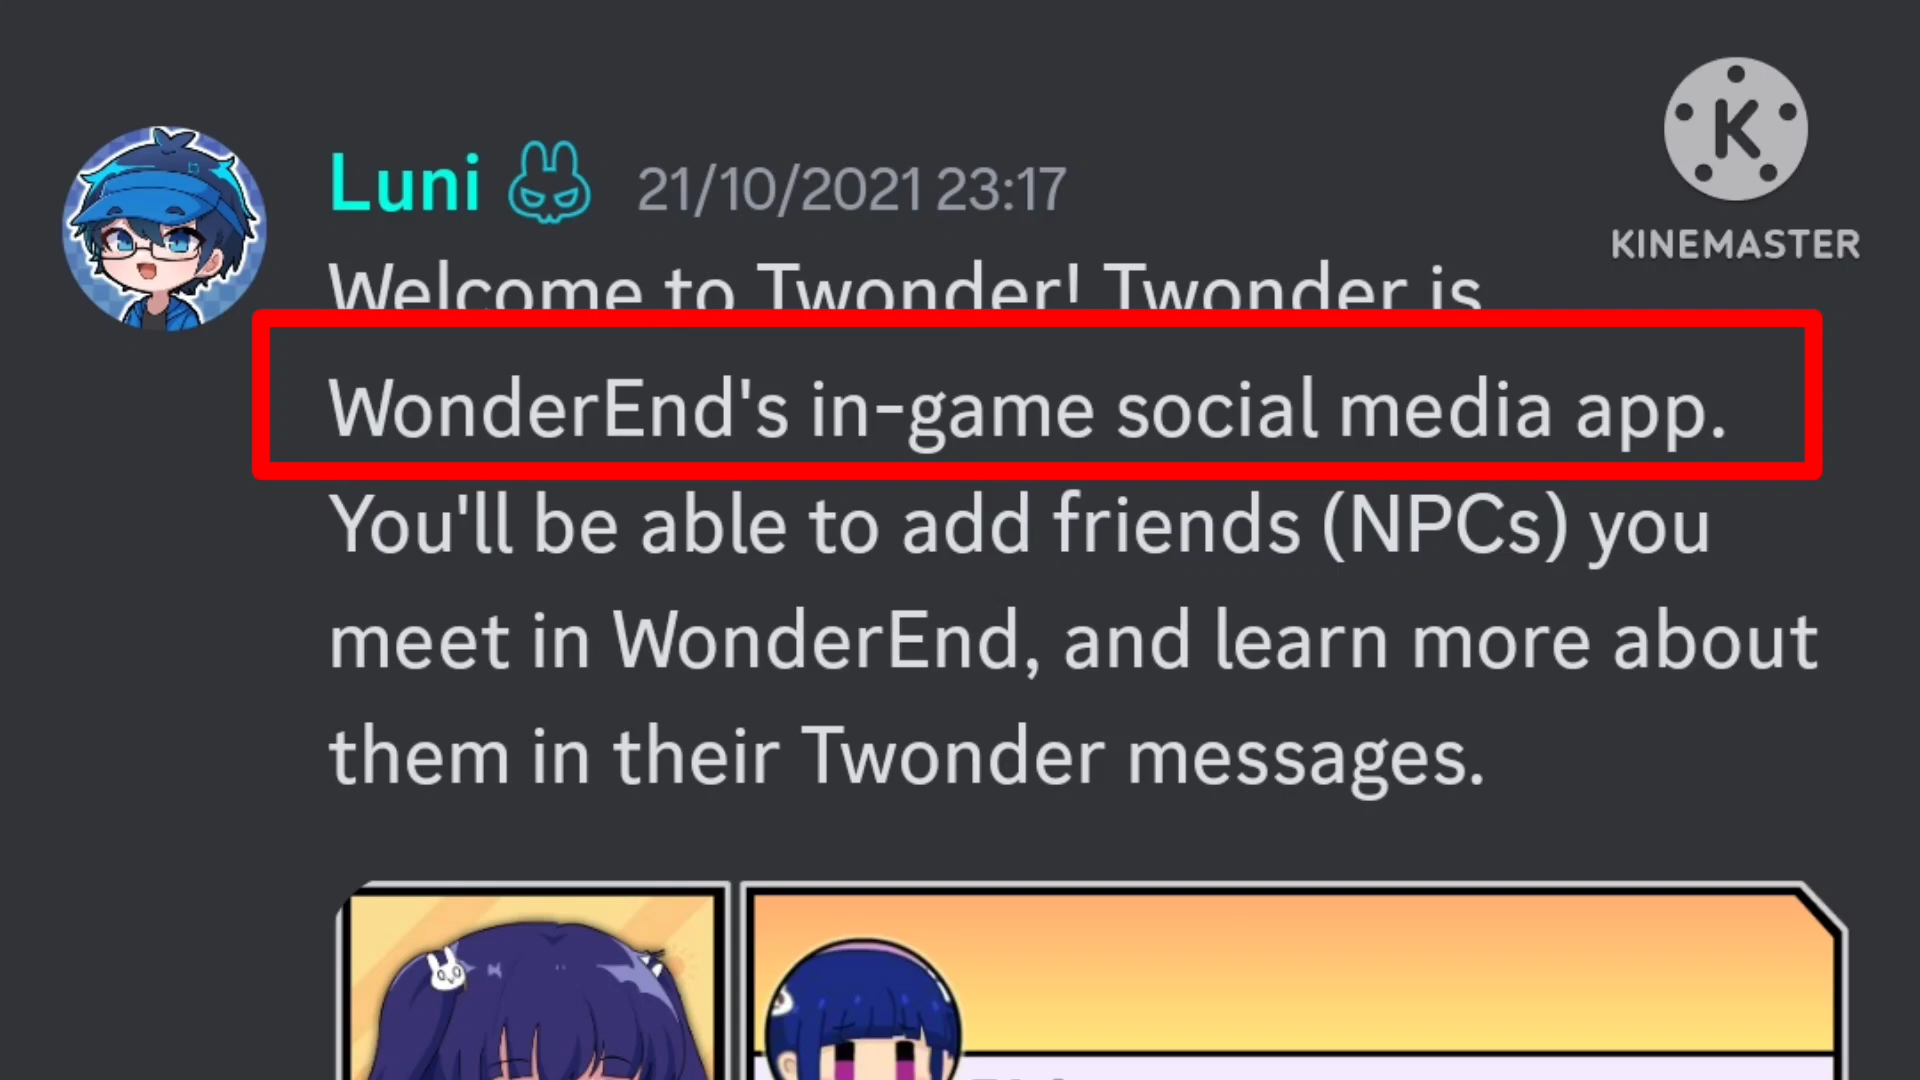 Luni 21/10/2021 23:17
K
KINEMASTER
Welcome to Twonder! Twonder is
WonderEnd's in-game social media app.
You'll be able to add friends (NPCs) you
meet in WonderEnd, and learn more about
them in their Twonder messages.